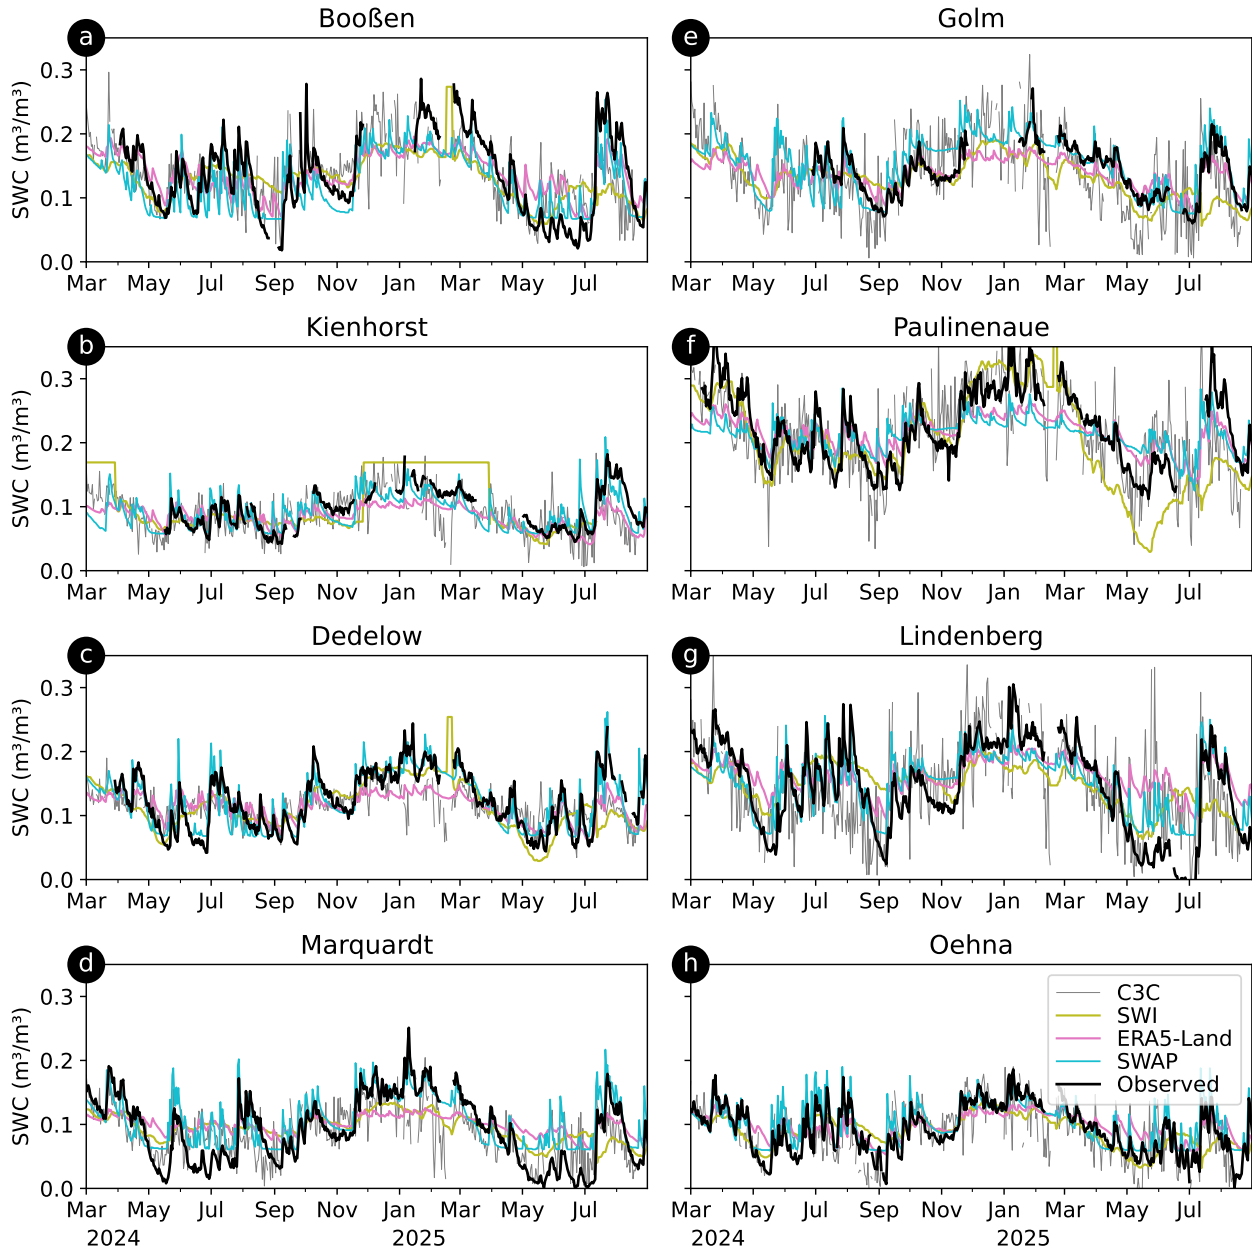 Booßen
a
SWC (m³/m³)
0.3
0.2
0.1
0.0
Mar May Jul Sep Nov Jan Mar May Jul
Golm
e
Mar May Jul Sep Nov Jan Mar May Jul
Kienhorst
b
SWC (m³/m³)
0.3
0.2
0.1
0.0
Mar May Jul Sep Nov Jan Mar May Jul
Paulinenaue
f
Mar May Jul Sep Nov Jan Mar May Jul
Dedelow
c
SWC (m³/m³)
0.3
0.2
0.1
0.0
Mar May Jul Sep Nov Jan Mar May Jul
Lindenberg
g
Mar May Jul Sep Nov Jan Mar May Jul
Marquardt
d
SWC (m³/m³)
0.3
0.2
0.1
0.0
Mar May Jul Sep Nov Jan Mar May Jul
2024 2025
Oehna
h
C3C
SWI
ERA5-Land
SWAP
Observed
Mar May Jul Sep Nov Jan Mar May Jul
2024 2025